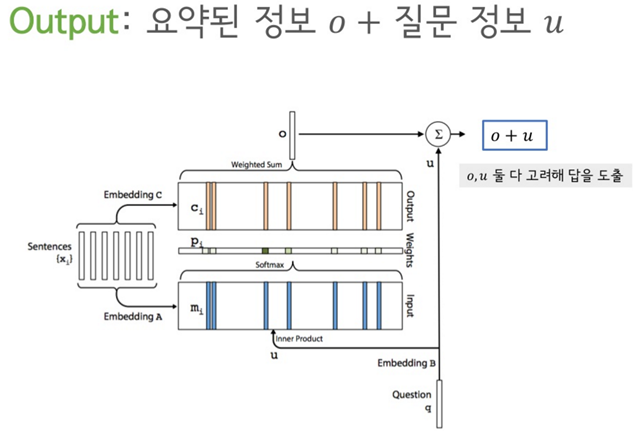 Output: 요약된 정보 o + 질문 정보 u
o
Σ
o + u
Weighted Sum
u
o, u 둘 다 고려해 답을 도출
Embedding C
c_i
Output
Sentences
{x_i}
p_i
Weights
Softmax
Embedding A
m_i
Input
Inner Product
u
Embedding B
Question
q